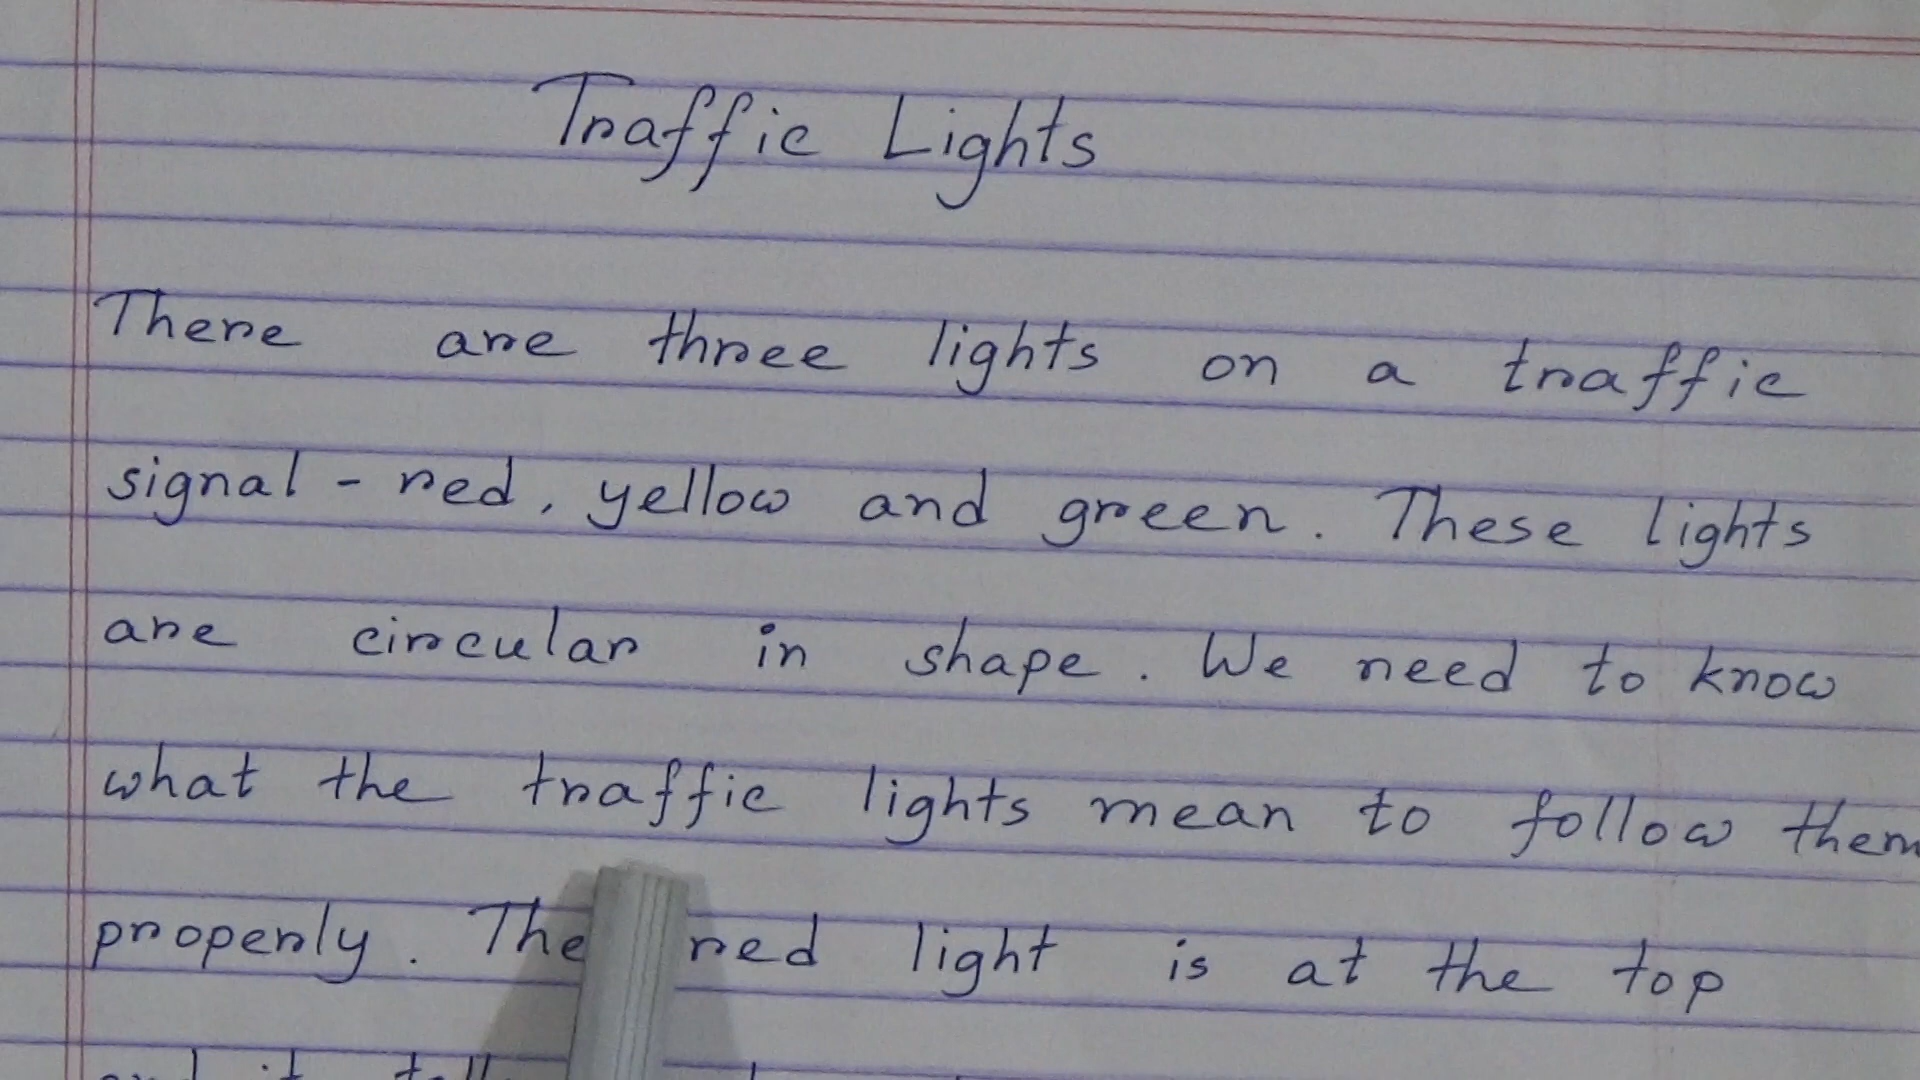 Traffic Lights
There are three lights on a traffic
signal - red, yellow and green. These lights
are circular in shape. We need to know
what the traffic lights mean to follow them
properly. The red light is at the top
and it